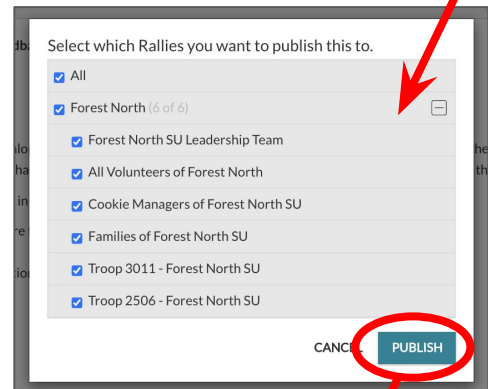 Select which Rallies you want to publish this to.
All
Forest North (6 of 6)
Forest North SU Leadership Team
All Volunteers of Forest North
Cookie Managers of Forest North SU
Families of Forest North SU
Troop 3011 - Forest North SU
Troop 2506 - Forest North SU
CANCEL PUBLISH